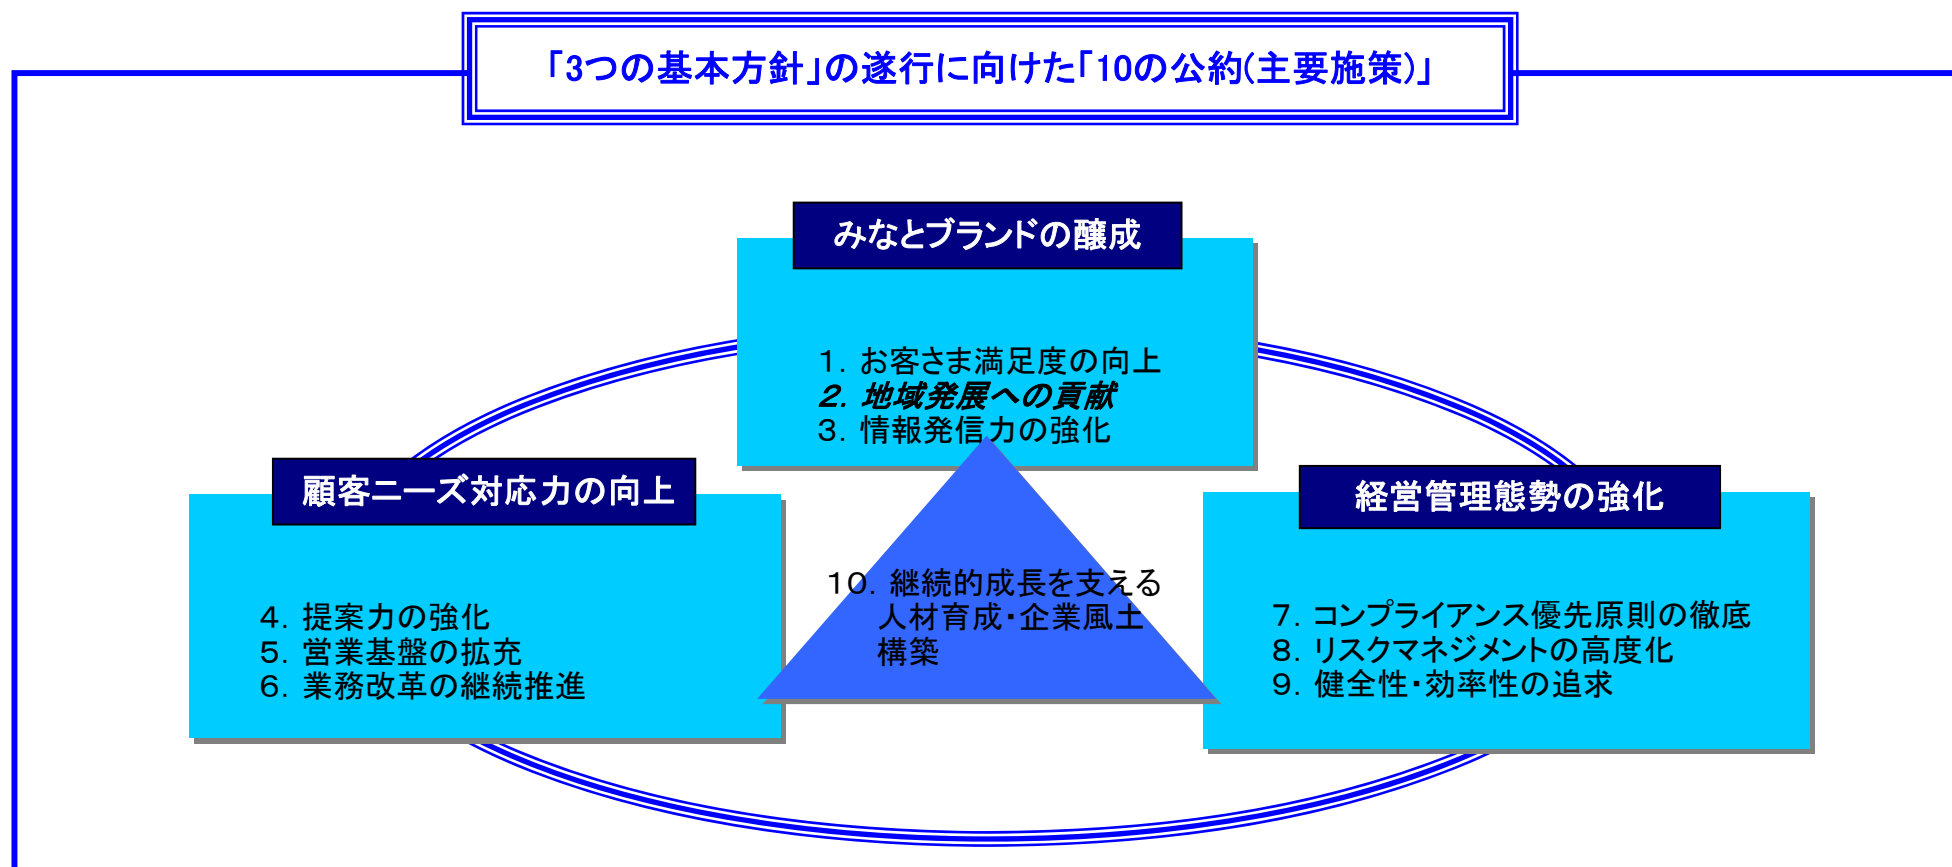 「3つの基本方針」の遂行に向けた「10の公約(主要施策)」
みなとブランドの醸成
1. お客さま満足度の向上
2. 地域発展への貢献
3. 情報発信力の強化
顧客ニーズ対応力の向上
4. 提案力の強化
5. 営業基盤の拡充
6. 業務改革の継続推進
10. 継続的成長を支える
人材育成・企業風土
構築
経営管理態勢の強化
7. コンプライアンス優先原則の徹底
8. リスクマネジメントの高度化
9. 健全性・効率性の追求